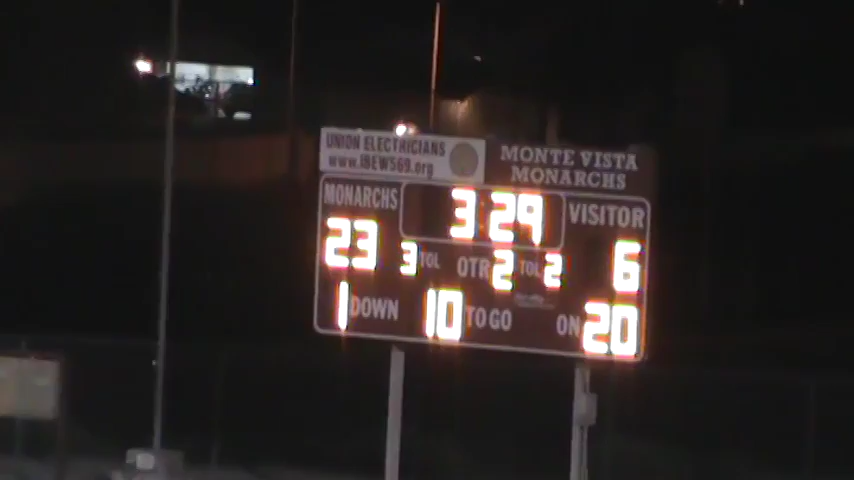 UNION ELECTRICIANS
www.IBEW569.org
MONTE VISTA
MONARCHS
MONARCHS 3:29 VISITOR
23 3 TOL QTR 2 TOL 2 6
1 DOWN 10 TO GO ON 20